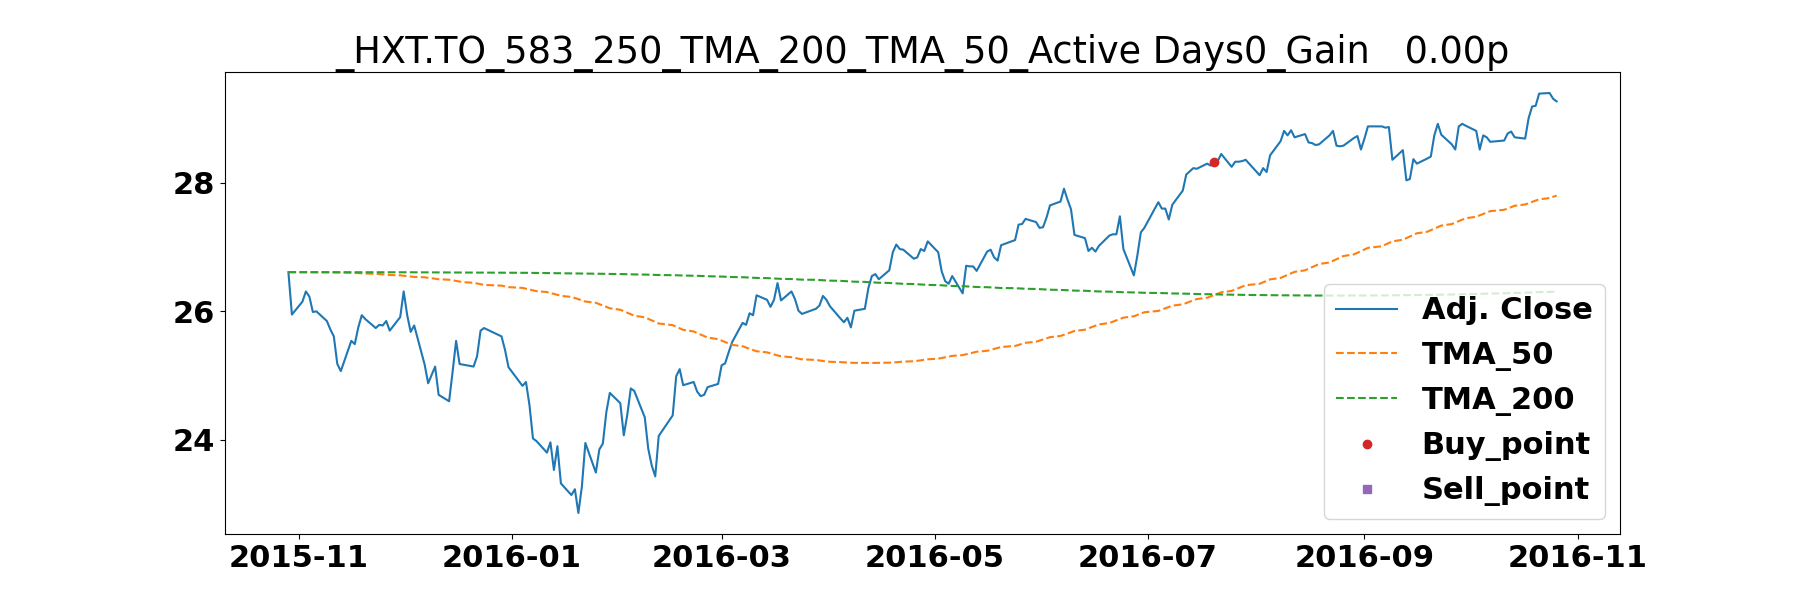 _HXT.TO_583_250_TMA_200_TMA_50_Active Days0_Gain   0.00p
28
26
24
Adj. Close
TMA_50
TMA_200
Buy_point
Sell_point
2015-11 2016-01 2016-03 2016-05 2016-07 2016-09 2016-11